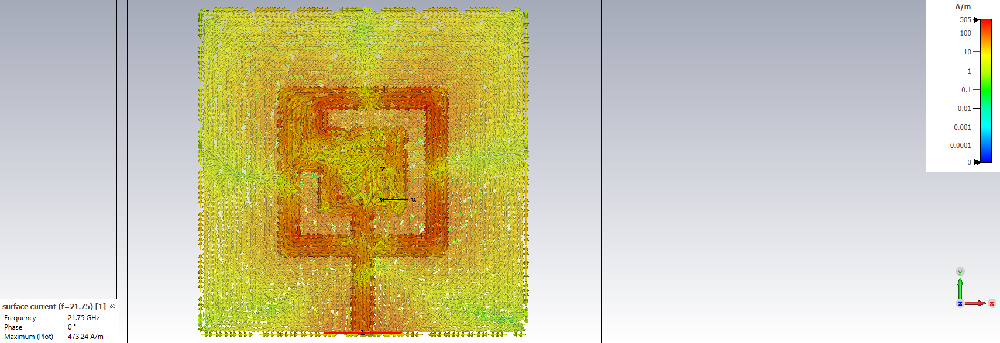 A/m
505
100
10
1
0.1
0.01
0.001
0.0001
0
v
w
u
1
y
z
x
surface current (f=21.75) [1]
Frequency 21.75 GHz
Phase 0 °
Maximum (Plot) 473.24 A/m